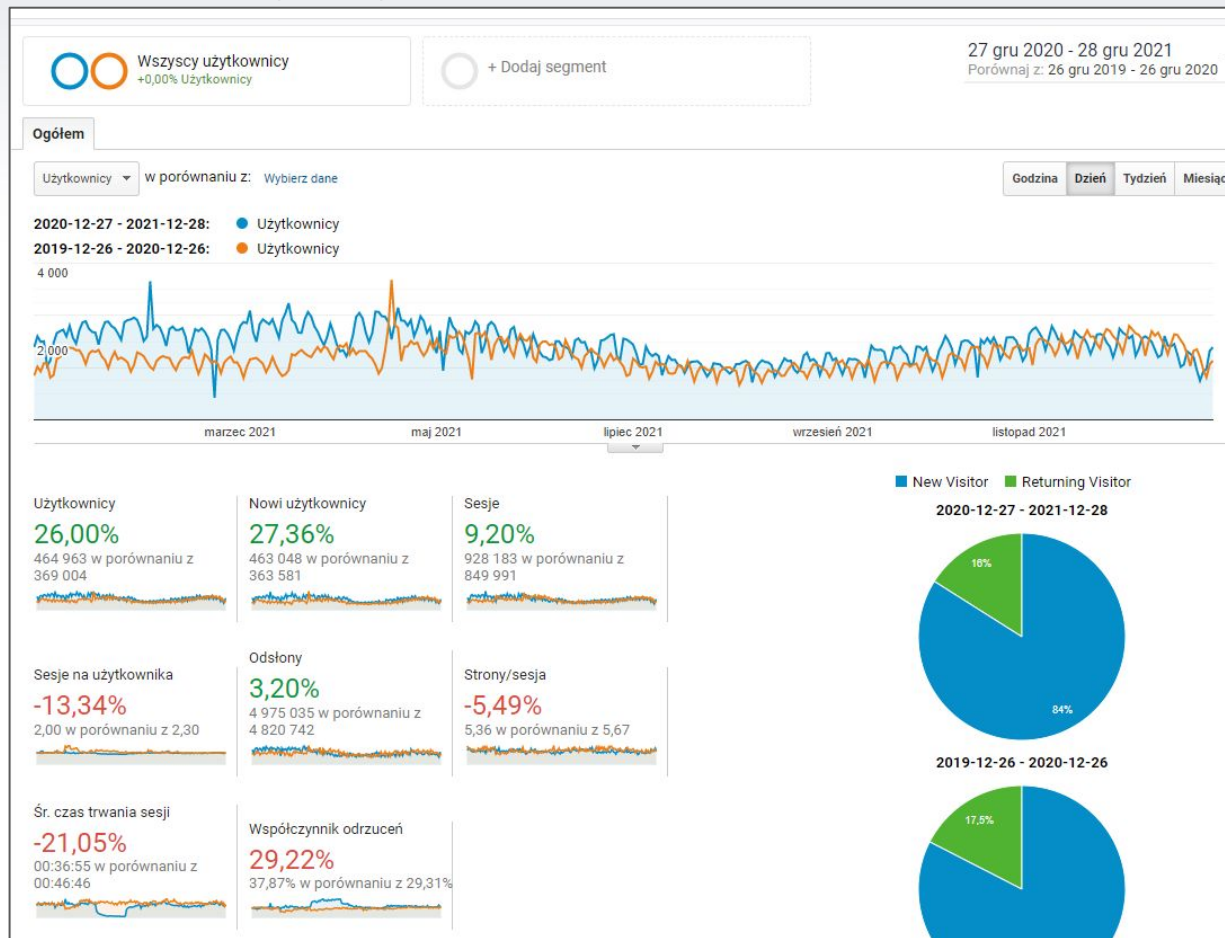 Wszyscy użytkownicy
+0,00% Użytkownicy
+ Dodaj segment
27 gru 2020 - 28 gru 2021
Porównaj z: 26 gru 2019 - 26 gru 2020
Ogółem
Użytkownicy w porównaniu z: Wybierz dane
Godzina Dzień Tydzień Miesiąc
2020-12-27 - 2021-12-28: Użytkownicy
2019-12-26 - 2020-12-26: Użytkownicy
4 000
2 000
marzec 2021 maj 2021 lipiec 2021 wrzesień 2021 listopad 2021
Użytkownicy
26,00%
464 963 w porównaniu z
369 004
Nowi użytkownicy
27,36%
463 048 w porównaniu z
363 581
Sesje
9,20%
928 183 w porównaniu z
849 991
Sesje na użytkownika
-13,34%
2,00 w porównaniu z 2,30
Odsłony
3,20%
4 975 035 w porównaniu z
4 820 742
Strony/sesja
-5,49%
5,36 w porównaniu z 5,67
Śr. czas trwania sesji
-21,05%
00:36:55 w porównaniu z
00:46:46
Współczynnik odrzuceń
29,22%
37,87% w porównaniu z 29,31%
New Visitor Returning Visitor
2020-12-27 - 2021-12-28
16%
84%
2019-12-26 - 2020-12-26
17,5%